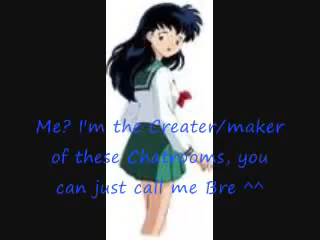 Me? I'm the Creater/maker
of these Chatrooms, you
can just call me Bre ^^